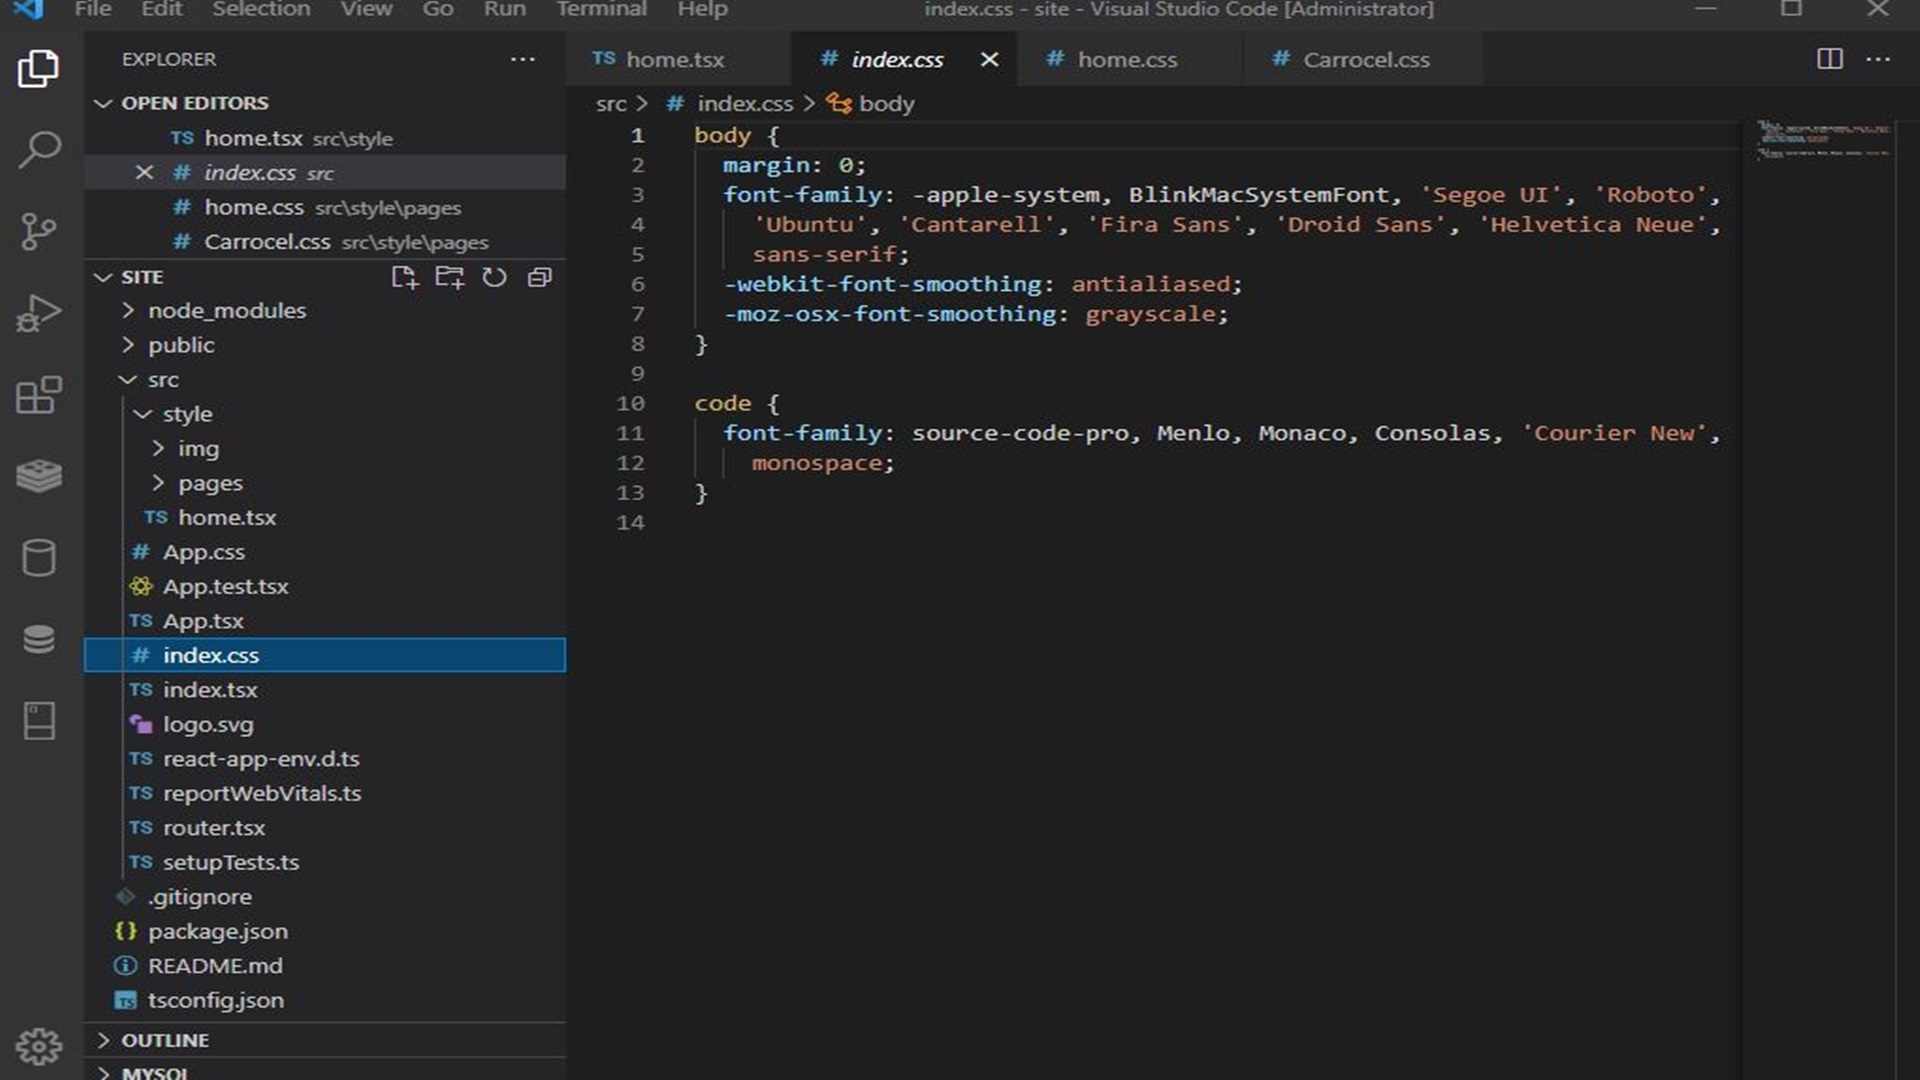 File Edit Selection View Go Run Terminal Help index.css - site - Visual Studio Code [Administrator]
EXPLORER
OPEN EDITORS
TS home.tsx src\style
# index.css src
# home.css src\style\pages
# Carrocel.css src\style\pages
SITE
node_modules
public
src
style
img
pages
TS home.tsx
# App.css
App.test.tsx
TS App.tsx
# index.css
TS index.tsx
logo.svg
TS react-app-env.d.ts
TS reportWebVitals.ts
TS router.tsx
TS setupTests.ts
.gitignore
{} package.json
README.md
TS tsconfig.json
OUTLINE
MYSQL
TS home.tsx # index.css # home.css # Carrocel.css
src > # index.css > body
1 body {
2 margin: 0;
3 font-family: -apple-system, BlinkMacSystemFont, 'Segoe UI', 'Roboto',
4 'Ubuntu', 'Cantarell', 'Fira Sans', 'Droid Sans', 'Helvetica Neue',
5 sans-serif;
6 -webkit-font-smoothing: antialiased;
7 -moz-osx-font-smoothing: grayscale;
8 }
9
10 code {
11 font-family: source-code-pro, Menlo, Monaco, Consolas, 'Courier New',
12 monospace;
13 }
14